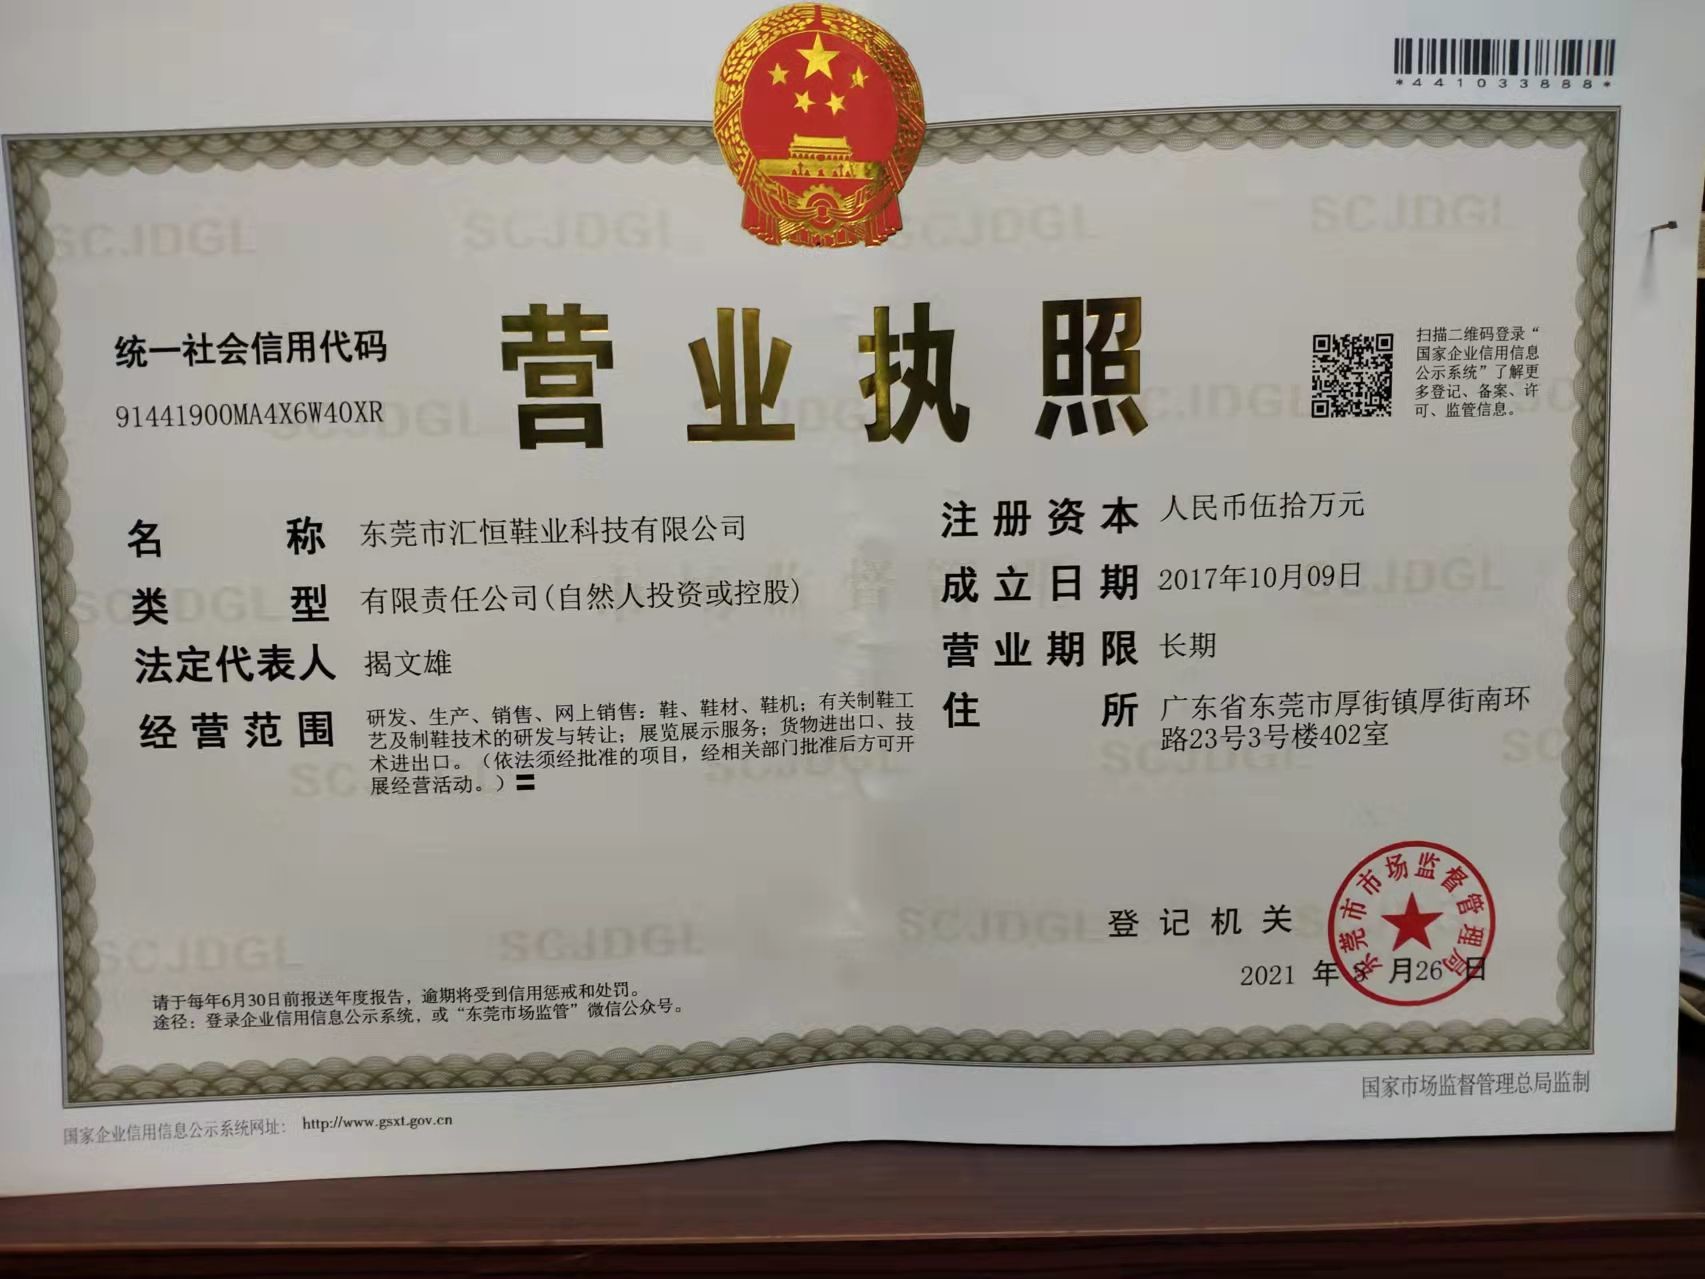 *441033888*
营业执照
统一社会信用代码
91441900MA4X6W40XR
扫描二维码登录“
国家企业信用信息
公示系统”了解更
多登记、备案、许
可、监管信息。
名称 东莞市汇恒鞋业科技有限公司
类型 有限责任公司(自然人投资或控股)
法定代表人 揭文雄
经营范围 研发、生产、销售、网上销售：鞋、鞋材、鞋机；有关制鞋工
艺及制鞋技术的研发与转让；展览展示服务；货物进出口、技
术进出口。（依法须经批准的项目，经相关部门批准后方可开
展经营活动。）〓
注册资本 人民币伍拾万元
成立日期 2017年10月09日
营业期限 长期
住所 广东省东莞市厚街镇厚街南环
路23号3号楼402室
登记机关
东莞市市场监督管理局
2021 年 月26 日
请于每年6月30日前报送年度报告，逾期将受到信用惩戒和处罚。
途径：登录企业信用信息公示系统，或“东莞市场监管”微信公众号。
国家企业信用信息公示系统网址： http://www.gsxt.gov.cn
国家市场监督管理总局监制
SCJDGL